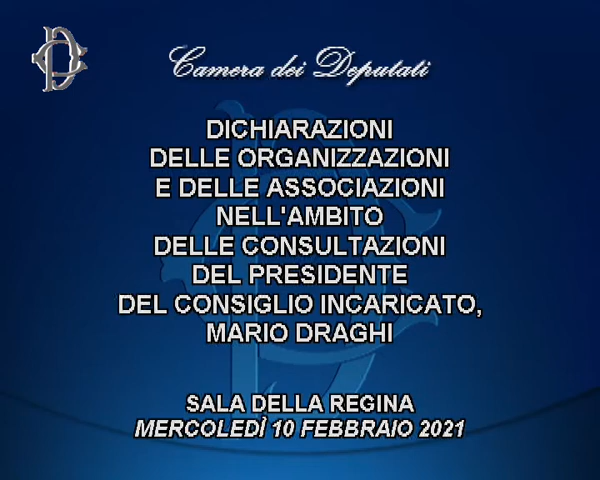 Camera dei Deputati
DICHIARAZIONI
DELLE ORGANIZZAZIONI
E DELLE ASSOCIAZIONI
NELL'AMBITO
DELLE CONSULTAZIONI
DEL PRESIDENTE
DEL CONSIGLIO INCARICATO,
MARIO DRAGHI
SALA DELLA REGINA
MERCOLEDÌ 10 FEBBRAIO 2021